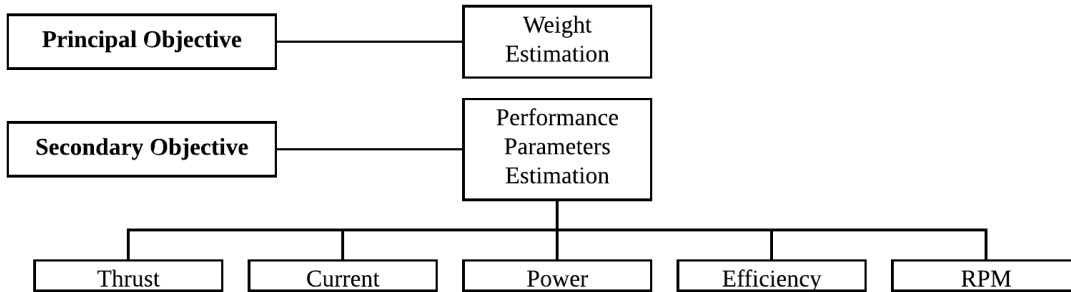 Principal Objective
Weight
Estimation
Secondary Objective
Performance
Parameters
Estimation
Thrust
Current
Power
Efficiency
RPM